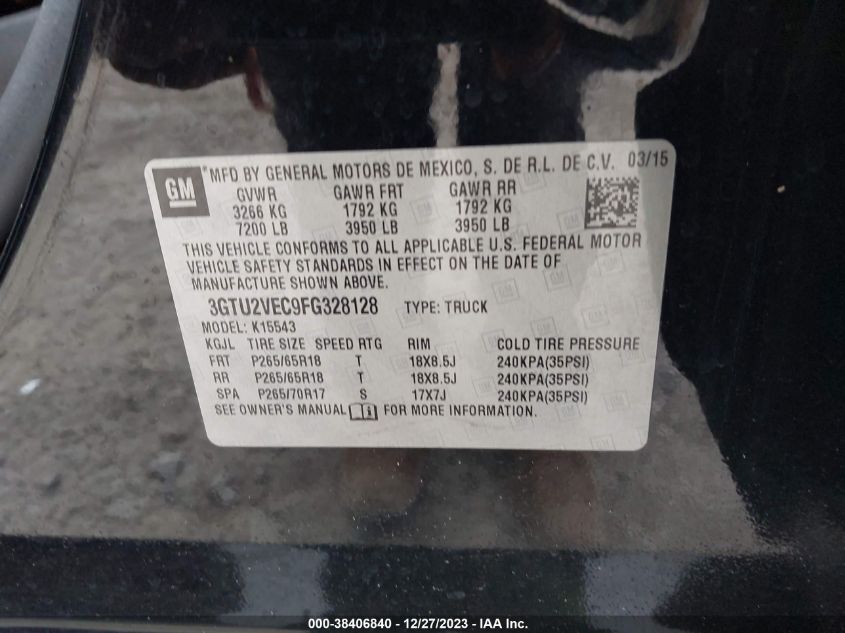 GM
*MFD BY GENERAL MOTORS DE MEXICO, S. DE R.L. DE C.V. 03/15
GVWR GAWR FRT GAWR RR
3266 KG 1792 KG 1792 KG
7200 LB 3950 LB 3950 LB
THIS VEHICLE CONFORMS TO ALL APPLICABLE U.S. FEDERAL MOTOR
VEHICLE SAFETY STANDARDS IN EFFECT ON THE DATE OF
MANUFACTURE SHOWN ABOVE.
3GTU2VEC9FG328128 TYPE: TRUCK
MODEL: K15543
KGJL TIRE SIZE SPEED RTG RIM COLD TIRE PRESSURE
FRT P265/65R18 T 18X8.5J 240KPA(35PSI)
RR P265/65R18 T 18X8.5J 240KPA(35PSI)
SPA P265/70R17 S 17X7J 240KPA(35PSI)
SEE OWNER'S MANUAL i FOR MORE INFORMATION.
000-38406840 - 12/27/2023 - IAA Inc.